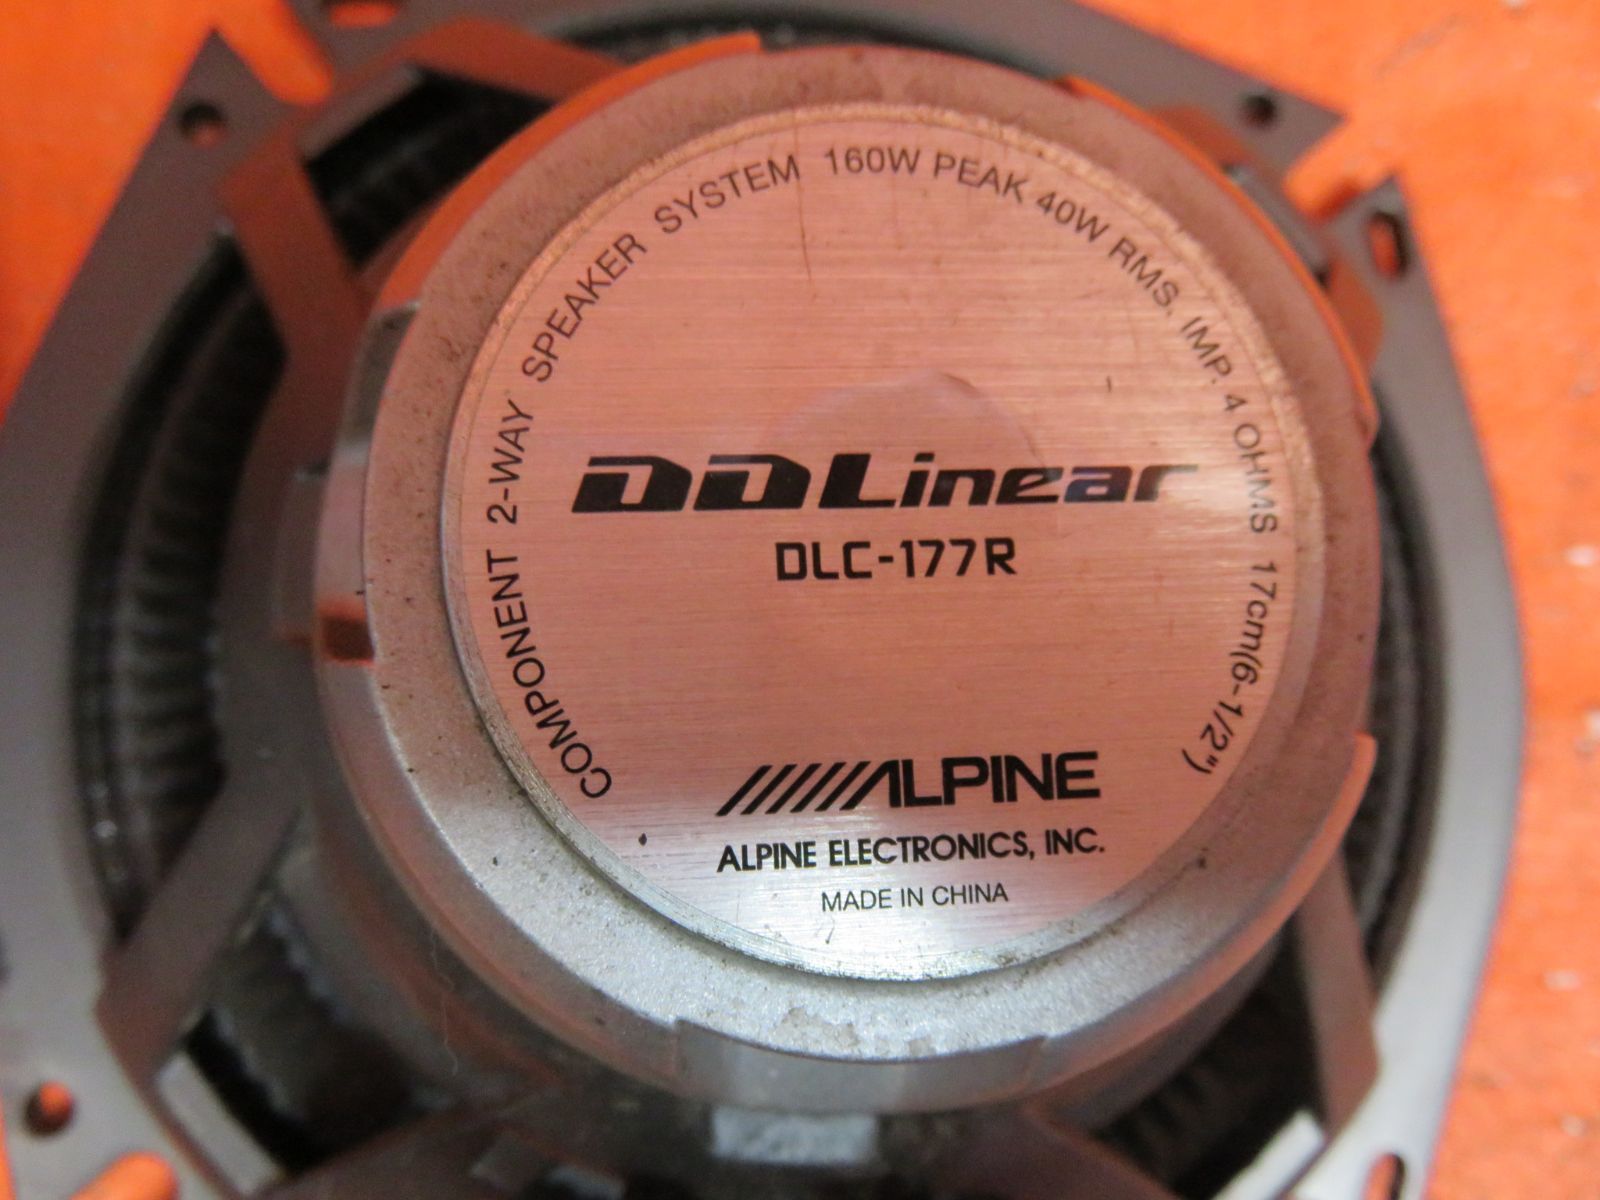 COMPONENT 2-WAY SPEAKER SYSTEM 160W PEAK 40W RMS. IMP. 4 OHMS 17cm(6-1/2")
DDLinear
DLC-177R
ALPINE
ALPINE ELECTRONICS, INC.
MADE IN CHINA